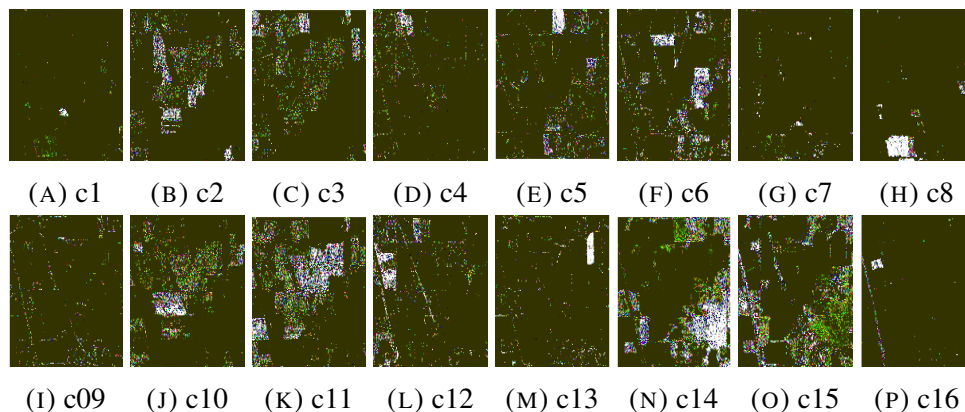 (A) c1 (B) c2 (C) c3 (D) c4 (E) c5 (F) c6 (G) c7 (H) c8
(I) c09 (J) c10 (K) c11 (L) c12 (M) c13 (N) c14 (O) c15 (P) c16